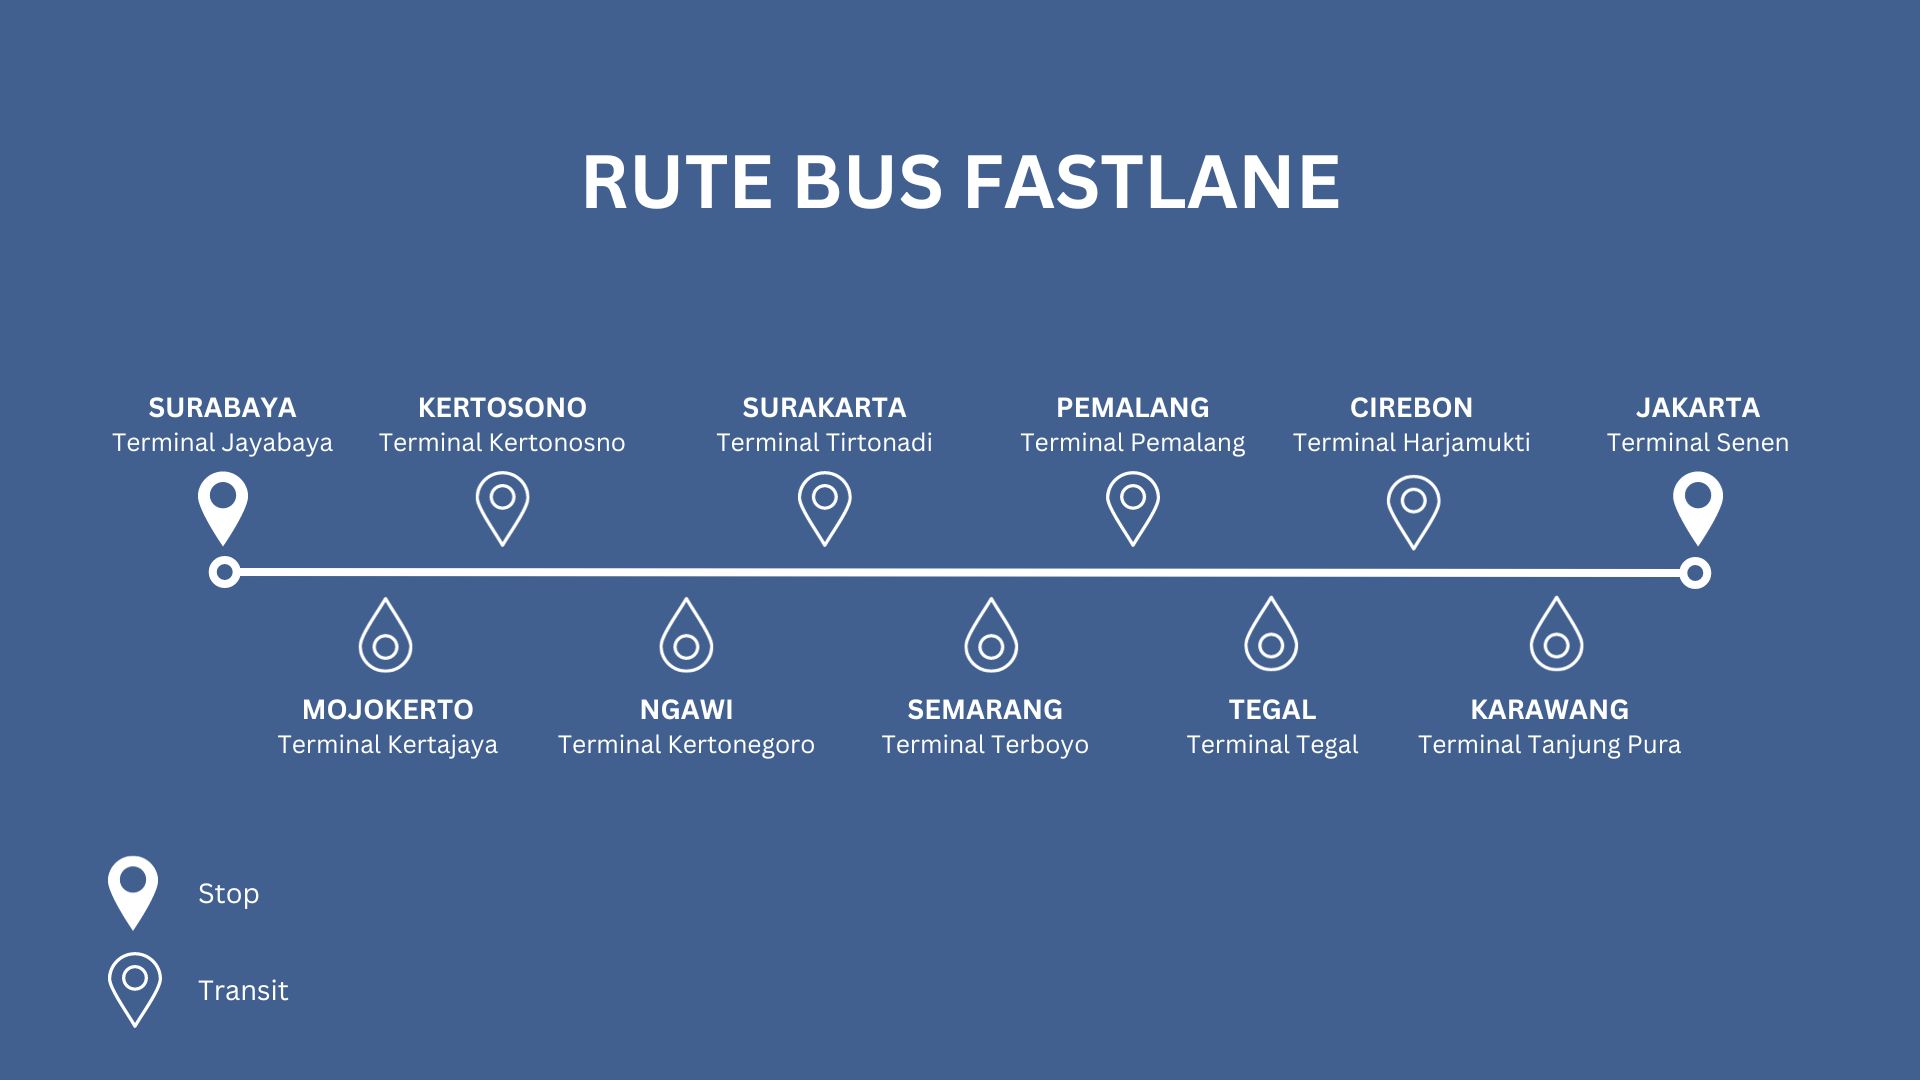 RUTE BUS FASTLANE
SURABAYA
Terminal Jayabaya
KERTOSONO
Terminal Kertonosno
SURAKARTA
Terminal Tirtonadi
PEMALANG
Terminal Pemalang
CIREBON
Terminal Harjamukti
JAKARTA
Terminal Senen
MOJOKERTO
Terminal Kertajaya
NGAWI
Terminal Kertonegoro
SEMARANG
Terminal Terboyo
TEGAL
Terminal Tegal
KARAWANG
Terminal Tanjung Pura
Stop
Transit